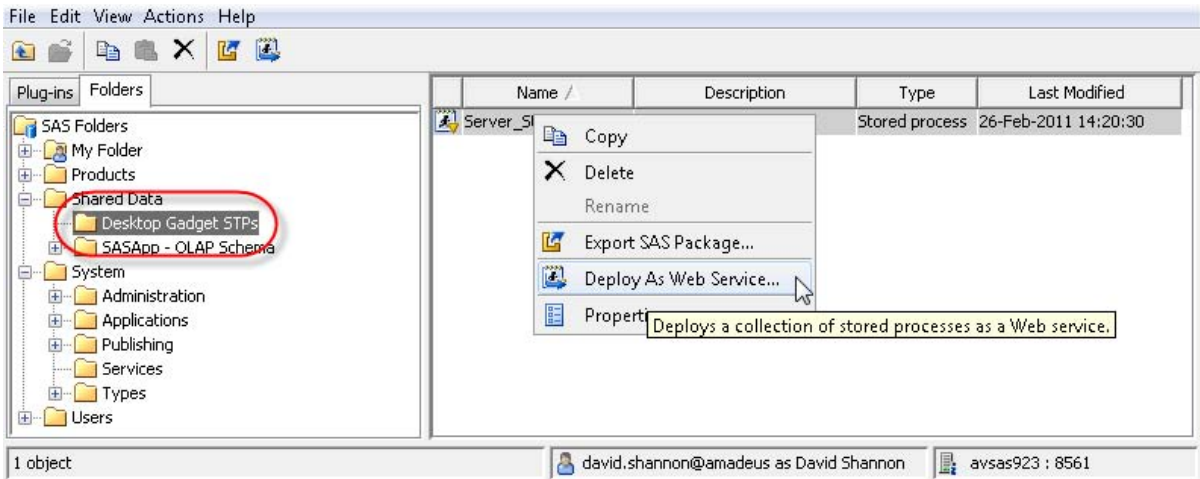 File Edit View Actions Help
Plug-ins Folders
SAS Folders
My Folder
Products
Shared Data
Desktop Gadget STPs
SASApp - OLAP Schema
System
Administration
Applications
Publishing
Services
Types
Users
Name Description Type Last Modified
Stored process 26-Feb-2011 14:20:30
Copy
Delete
Rename
Export SAS Package...
Deploy As Web Service...
Deploys a collection of stored processes as a Web service.
1 object david.shannon@amadeus as David Shannon avsas923 : 8561